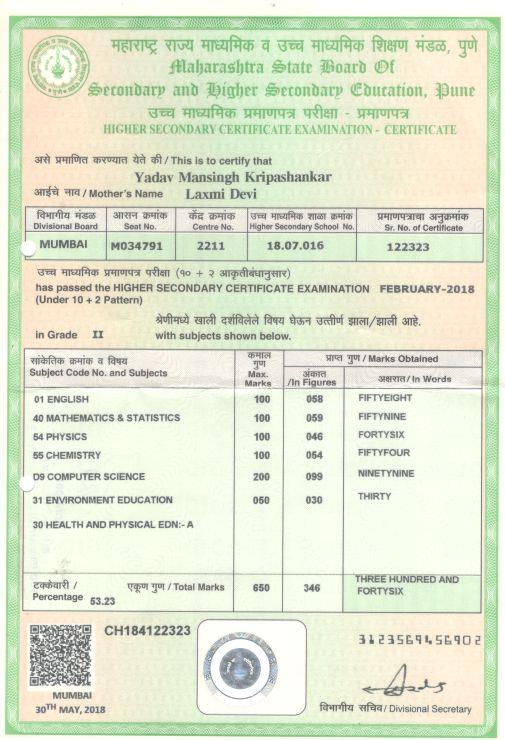 महाराष्ट्र राज्य माध्यमिक व उच्च माध्यमिक शिक्षण मंडळ, पुणे
Maharashtra State Board Of
Secondary and Higher Secondary Education, Pune
उच्च माध्यमिक प्रमाणपत्र परीक्षा - प्रमाणपत्र
HIGHER SECONDARY CERTIFICATE EXAMINATION - CERTIFICATE
असे प्रमाणित करण्यात येते की / This is to certify that
Yadav Mansingh Kripashankar
आईचे नाव / Mother's Name Laxmi Devi
विभागीय मंडळ आसन क्रमांक केंद्र क्रमांक उच्च माध्यमिक शाळा क्रमांक प्रमाणपत्राचा अनुक्रमांक
Divisional Board Seat No. Centre No. Higher Secondary School No. Sr. No. of Certificate
MUMBAI M034791 2211 18.07.016 122323
उच्च माध्यमिक प्रमाणपत्र परीक्षा (१० + २ आकृतीबंधानुसार)
has passed the HIGHER SECONDARY CERTIFICATE EXAMINATION FEBRUARY-2018
(Under 10 + 2 Pattern)
श्रेणीमध्ये खाली दर्शविलेले विषय घेऊन उत्तीर्ण झाला/झाली आहे.
in Grade II with subjects shown below.
सांकेतिक क्रमांक व विषय कमाल गुण प्राप्त गुण / Marks Obtained
Subject Code No. and Subjects Max. Marks अंकात /In Figures अक्षरात/ In Words
01 ENGLISH 100 058 FIFTYEIGHT
40 MATHEMATICS & STATISTICS 100 059 FIFTYNINE
54 PHYSICS 100 046 FORTYSIX
55 CHEMISTRY 100 054 FIFTYFOUR
D9 COMPUTER SCIENCE 200 099 NINETYNINE
31 ENVIRONMENT EDUCATION 050 030 THIRTY
30 HEALTH AND PHYSICAL EDN:- A
टक्केवारी / एकूण गुण / Total Marks 650 346 THREE HUNDRED AND
Percentage 53.23 FORTYSIX
CH184122323
3123569456902
MUMBAI
30TH MAY, 2018
विभागीय सचिव/ Divisional Secretary